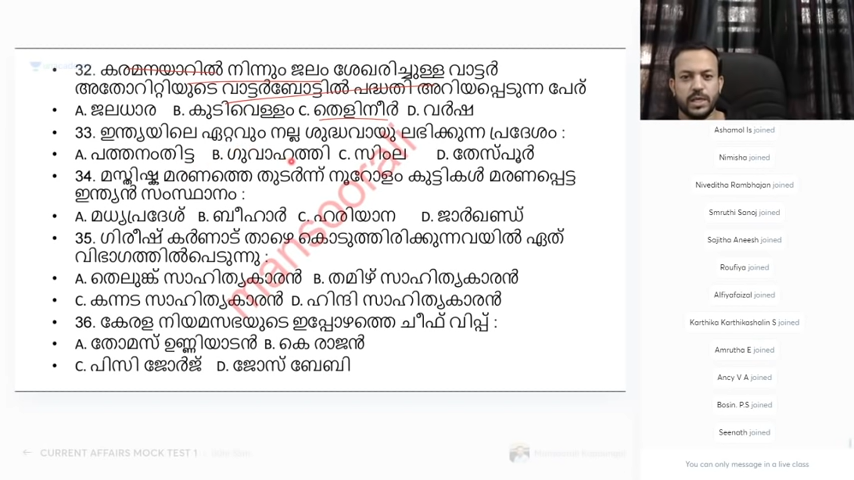 32. കരമനയാറിൽ നിന്നും ജലം ശേഖരിച്ചുള്ള വാട്ടർ
അതോറിറ്റിയുടെ വാട്ടർബോട്ടിൽ പദ്ധതി അറിയപ്പെടുന്ന പേര്
A. ജലധാര B. കുടിവെള്ളം C. തെളിനീർ D. വർഷ
33. ഇന്ത്യയിലെ ഏറ്റവും നല്ല ശുദ്ധവായു ലഭിക്കുന്ന പ്രദേശം :
A. പത്തനംതിട്ട B. ഗുവാഹത്തി C. സിംല D. തേസ്പൂർ
34. മസ്തിഷ്ക മരണത്തെ തുടർന്ന് നൂറോളം കുട്ടികൾ മരണപ്പെട്ട
ഇന്ത്യൻ സംസ്ഥാനം :
A. മധ്യപ്രദേശ് B. ബീഹാർ C. ഹരിയാന D. ജാർഖണ്ഡ്
35. ഗിരീഷ് കർണാട് താഴെ കൊടുത്തിരിക്കുന്നവയിൽ ഏത്
വിഭാഗത്തിൽപെടുന്നു :
A. തെലുങ്ക് സാഹിത്യകാരൻ B. തമിഴ് സാഹിത്യകാരൻ
C. കന്നട സാഹിത്യകാരൻ D. ഹിന്ദി സാഹിത്യകാരൻ
36. കേരള നിയമസഭയുടെ ഇപ്പോഴത്തെ ചീഫ് വിപ്പ് :
A. തോമസ് ഉണ്ണിയാടൻ B. കെ രാജൻ
C. പിസി ജോർജ് D. ജോസ് ബേബി
mansoorali
CURRENT AFFAIRS MOCK TEST 1
Ashamol Is joined
Nimisha joined
Niveditha Rambhajan joined
Smruthi Sanoj joined
Sajitha Aneesh joined
Roufiya joined
Alfiyafaizal joined
Karthika Karthikashalin S joined
Amrutha E joined
Ancy V A joined
Bosin. P.S joined
Seenath joined
You can only message in a live class